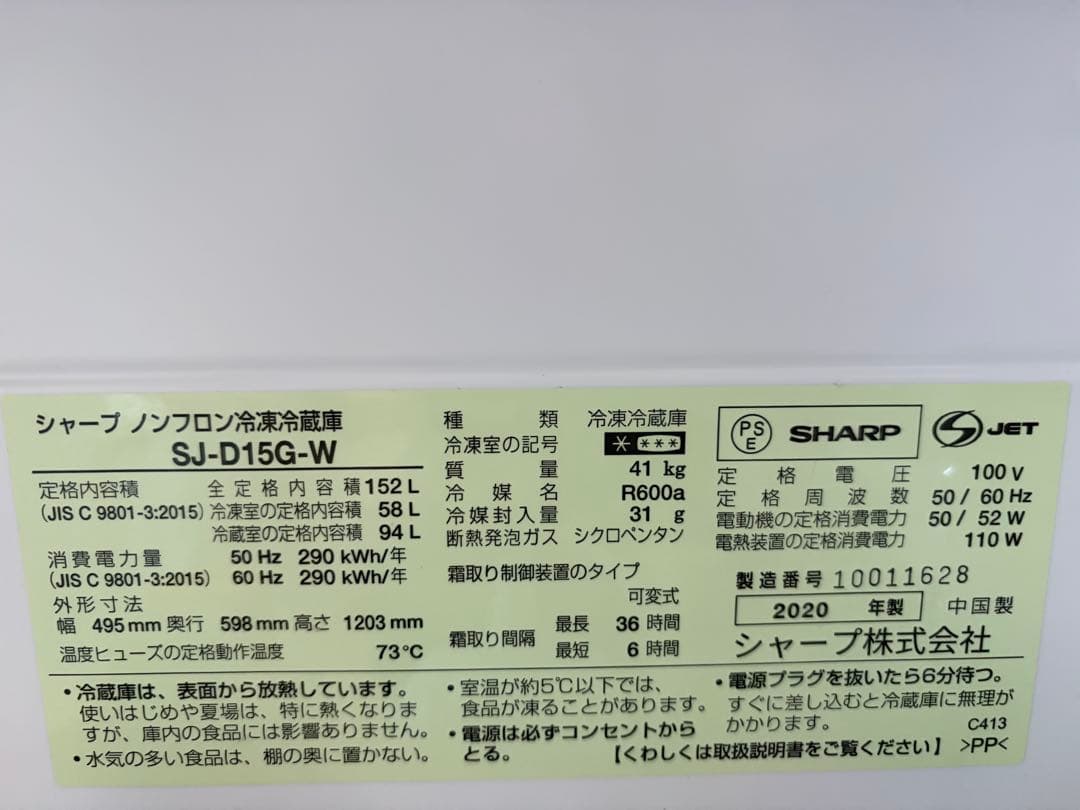 シャープ ノンフロン冷凍冷蔵庫
SJ-D15G-W
定格内容積 全定格内容積 152 L
(JIS C 9801-3:2015) 冷凍室の定格内容積 58 L
冷蔵室の定格内容積 94 L
消費電力量 50 Hz 290 kWh/年
(JIS C 9801-3:2015) 60 Hz 290 kWh/年
外形寸法
幅 495 mm 奥行 598 mm 高さ 1203 mm
温度ヒューズの定格動作温度 73℃
種類 冷凍冷蔵庫
冷凍室の記号 * ***
質量 41 kg
冷媒名 R600a
冷媒封入量 31 g
断熱発泡ガス シクロペンタン
霜取り制御装置のタイプ
可変式
霜取り間隔 最長 36 時間
最短 6 時間
PSE SHARP S JET
定格電圧 100 V
定格周波数 50 / 60 Hz
電動機の定格消費電力 50 / 52 W
電熱装置の定格消費電力 110 W
製造番号 10011628
2020 年製 中国製
シャープ株式会社
・冷蔵庫は、表面から放熱しています。
使いはじめや夏場は、特に熱くなりま
すが、庫内の食品には影響ありません。
・水気の多い食品は、棚の奥に置かない。
・室温が約5℃以下では、
食品が凍ることがあります。
・電源は必ずコンセントから
とる。
・電源プラグを抜いたら6分待つ。
すぐに差し込むと冷蔵庫に無理が
かかります。
C413
【くわしくは取扱説明書をご覧ください】 >PP<